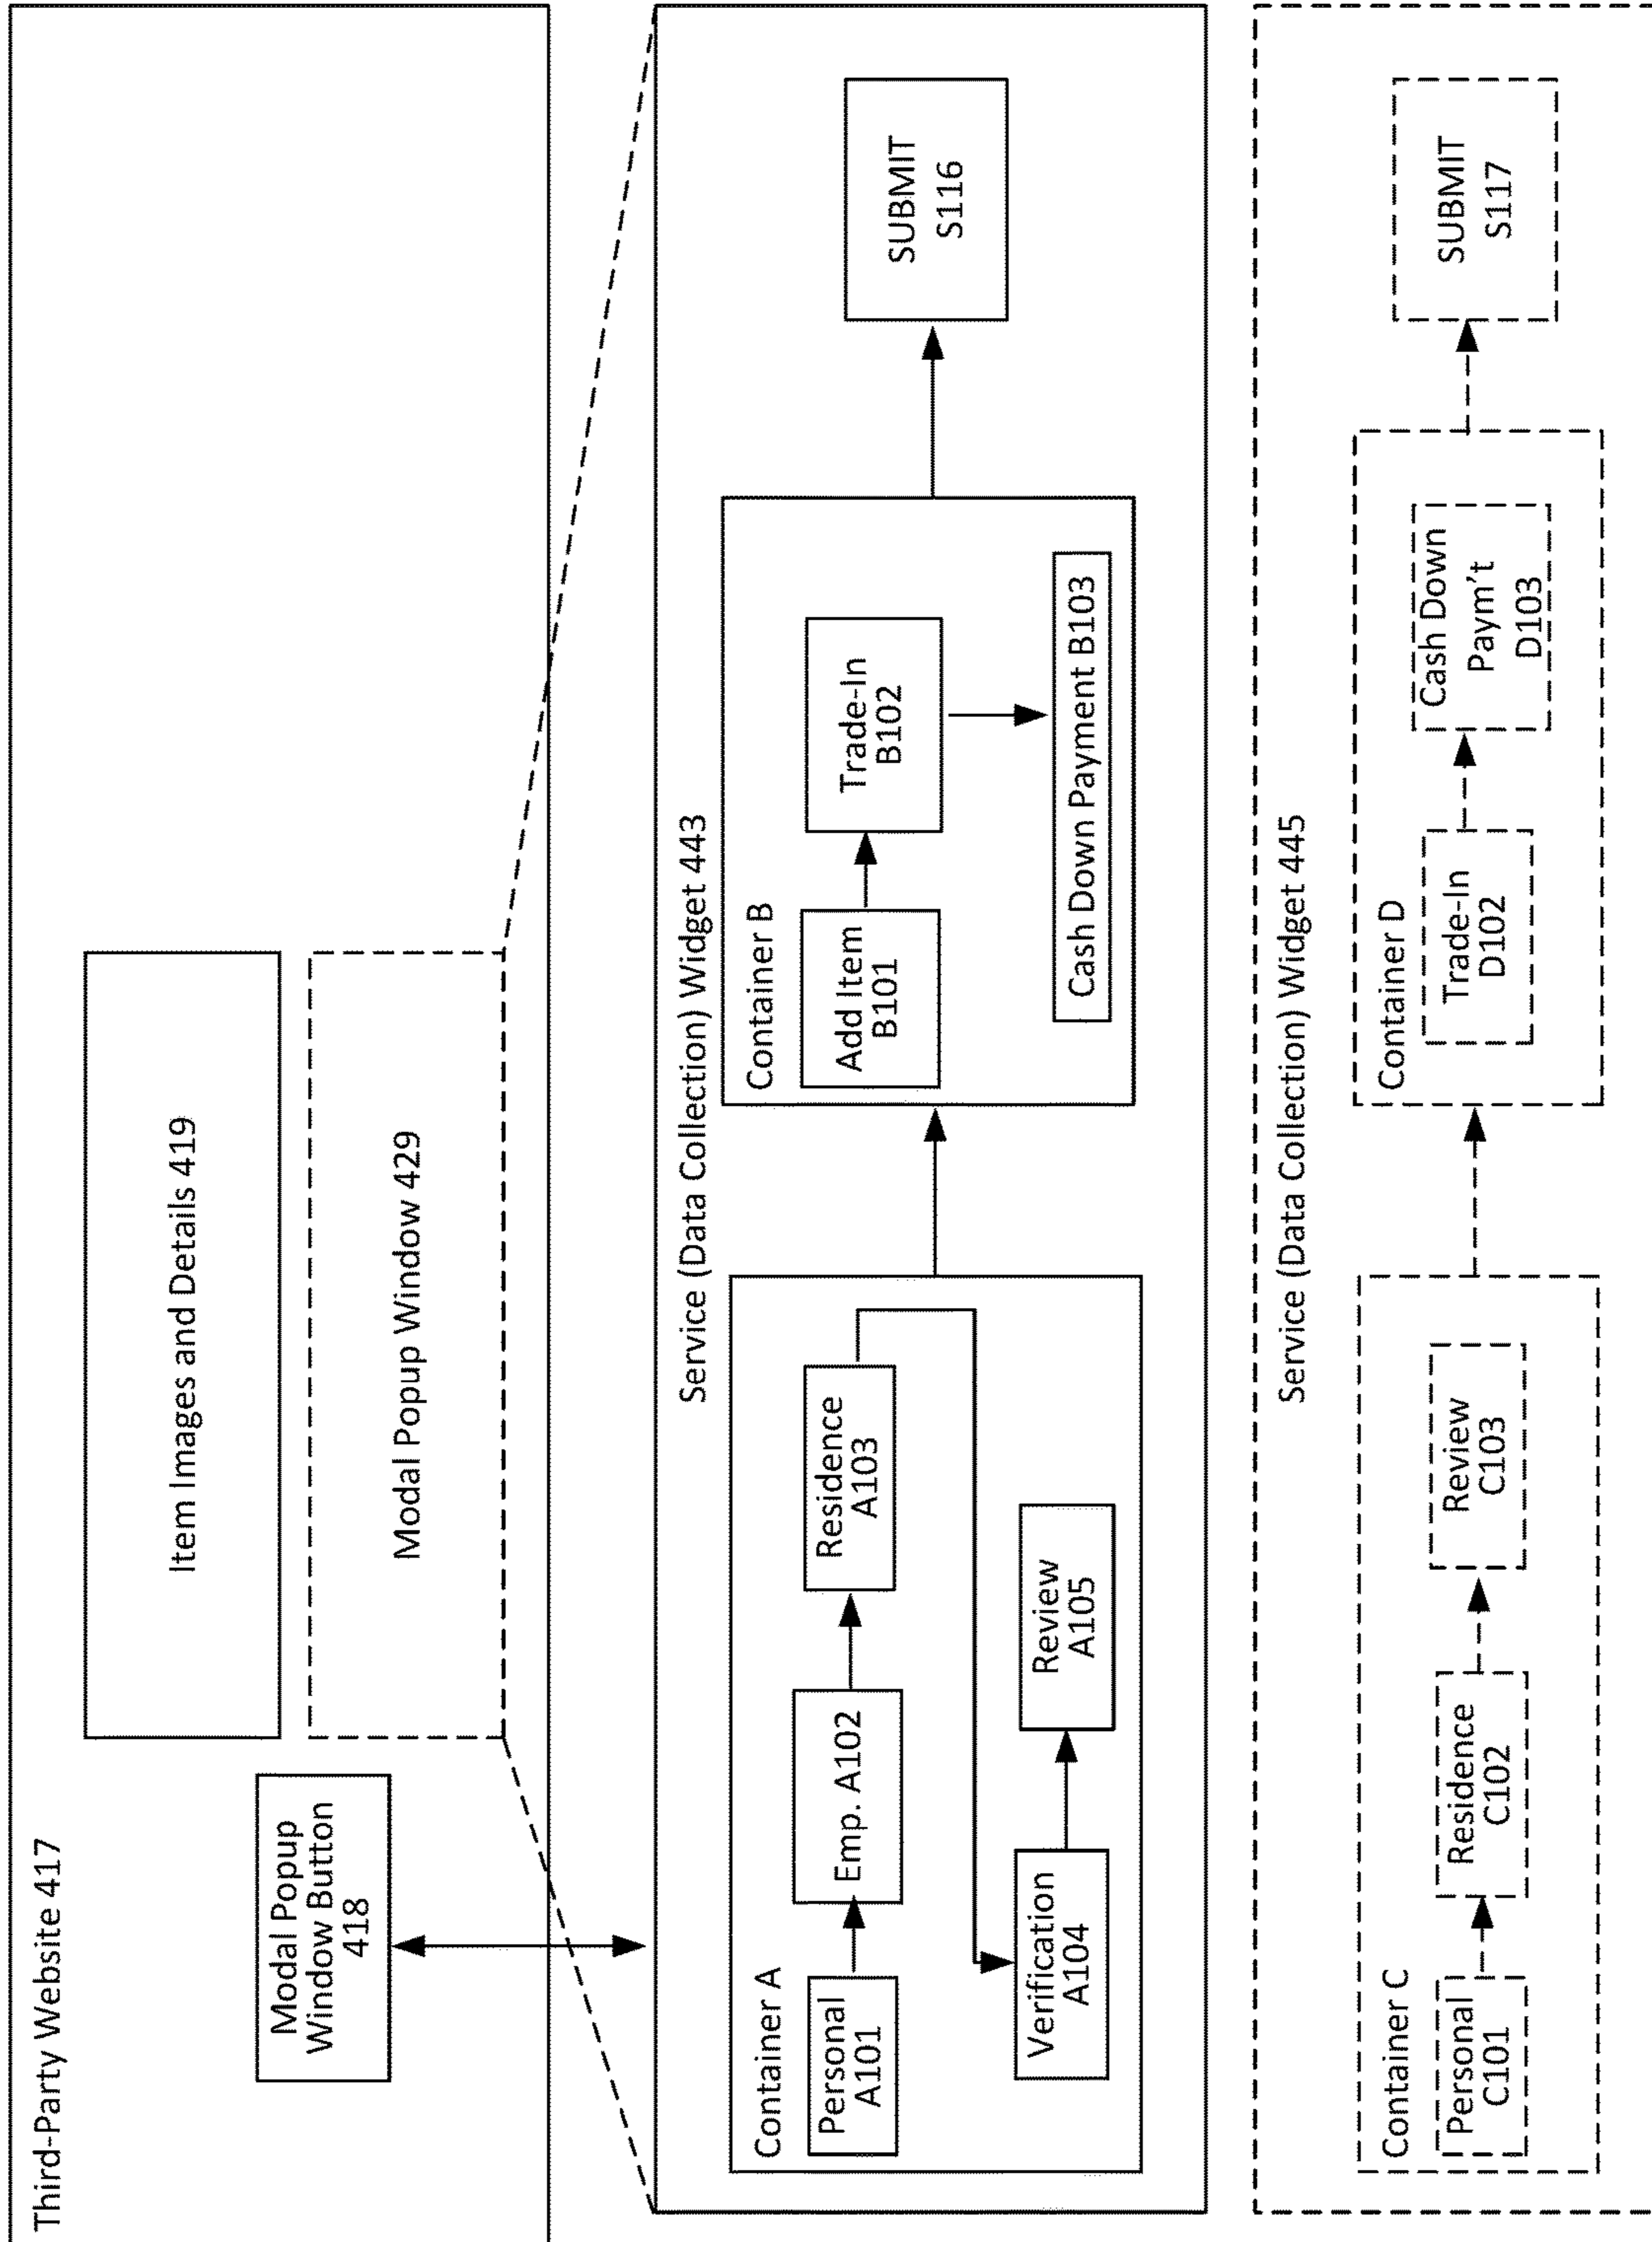 Third-Party Website 417
Item Images and Details 419
Modal Popup
Window Button
418
Modal Popup Window 429
Service (Data Collection) Widget 443
Container A
Personal
A101
Emp. A102
Residence
A103
Verification
A104
Review
A105
Container B
Add Item
B101
Trade-In
B102
Cash Down Payment B103
SUBMIT
S116
Service (Data Collection) Widget 445
Container C
Personal
C101
Residence
C102
Review
C103
Container D
Trade-In
D102
Cash Down
Paym't
D103
SUBMIT
S117